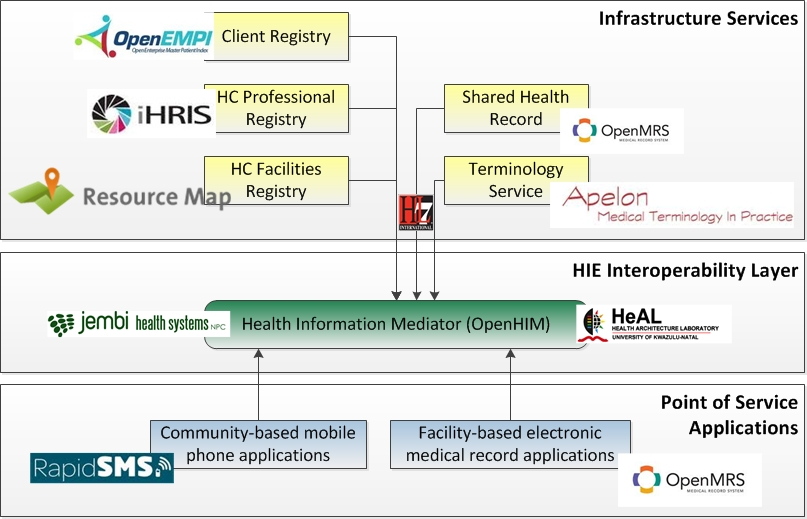 Infrastructure Services
OpenEMPI
OpenEnterprise Master Patient Index
Client Registry
iHRIS
HC Professional
Registry
Shared Health
Record
OpenMRS
MEDICAL RECORD SYSTEM
Resource Map
HC Facilities
Registry
Terminology
Service
Apelon
Medical Terminology In Practice
HL7
INTERNATIONAL
HIE Interoperability Layer
jembi health systems NPC
Health Information Mediator (OpenHIM)
HeAL
HEALTH ARCHITECTURE LABORATORY
UNIVERSITY OF KWAZULU-NATAL
Point of Service
Applications
Community-based mobile
phone applications
RapidSMS
Facility-based electronic
medical record applications
OpenMRS
MEDICAL RECORD SYSTEM